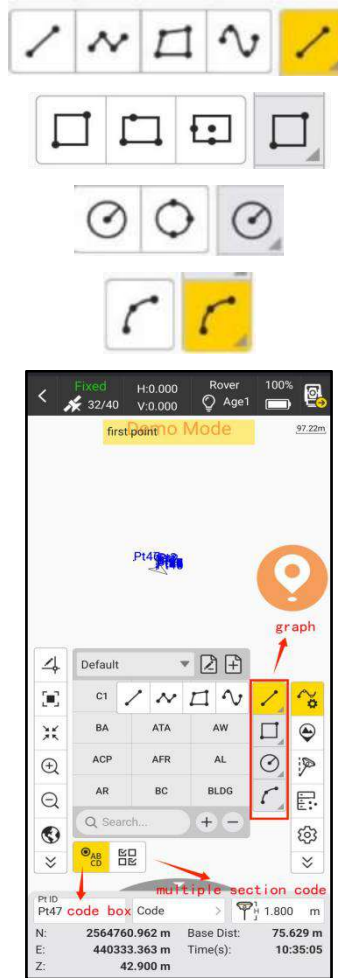 Fixed H:0.000 Rover 100%
32/40 V:0.000 Age1
first point Demo Mode 97.22m
Pt47
graph
Default
C1
BA ATA AW
ACP AFR AL
AR BC BLDG
Search...
AB
CD
multiple section code
Pt ID
Pt47 code box Code > H 1.800 m
N: 2564760.962 m Base Dist: 75.629 m
E: 440333.363 m Time(s): 10:35:05
Z: 42.900 m